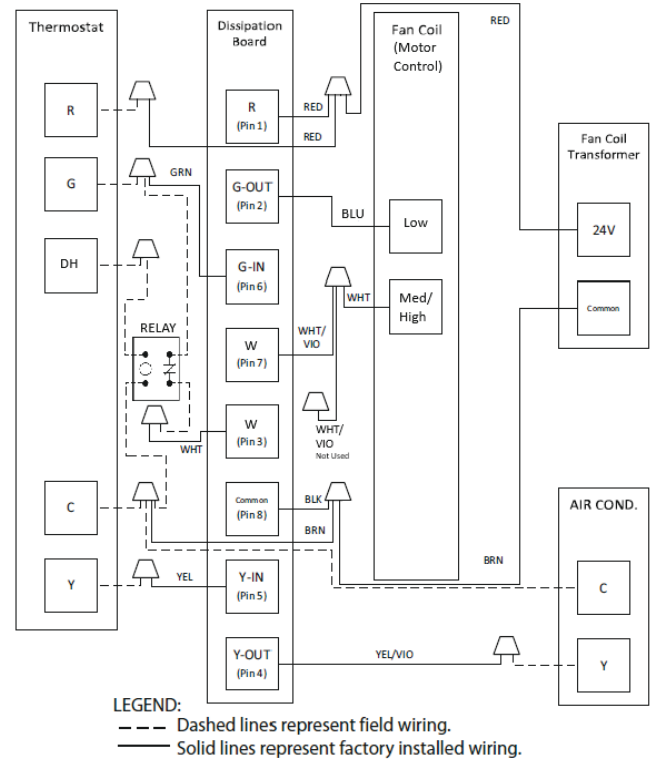 Thermostat
R
G
DH
RELAY
C
Y
GRN
WHT
YEL
Dissipation
Board
R
(Pin 1)
G-OUT
(Pin 2)
G-IN
(Pin 6)
W
(Pin 7)
W
(Pin 3)
Common
(Pin 8)
Y-IN
(Pin 5)
Y-OUT
(Pin 4)
RED
RED
BLU
WHT/
VIO
WHT
WHT/
VIO
Not Used
BLK
BRN
YEL/VIO
Fan Coil
(Motor
Control)
Low
Med/
High
RED
BRN
Fan Coil
Transformer
24V
Common
AIR COND.
C
Y
LEGEND:
Dashed lines represent field wiring.
Solid lines represent factory installed wiring.